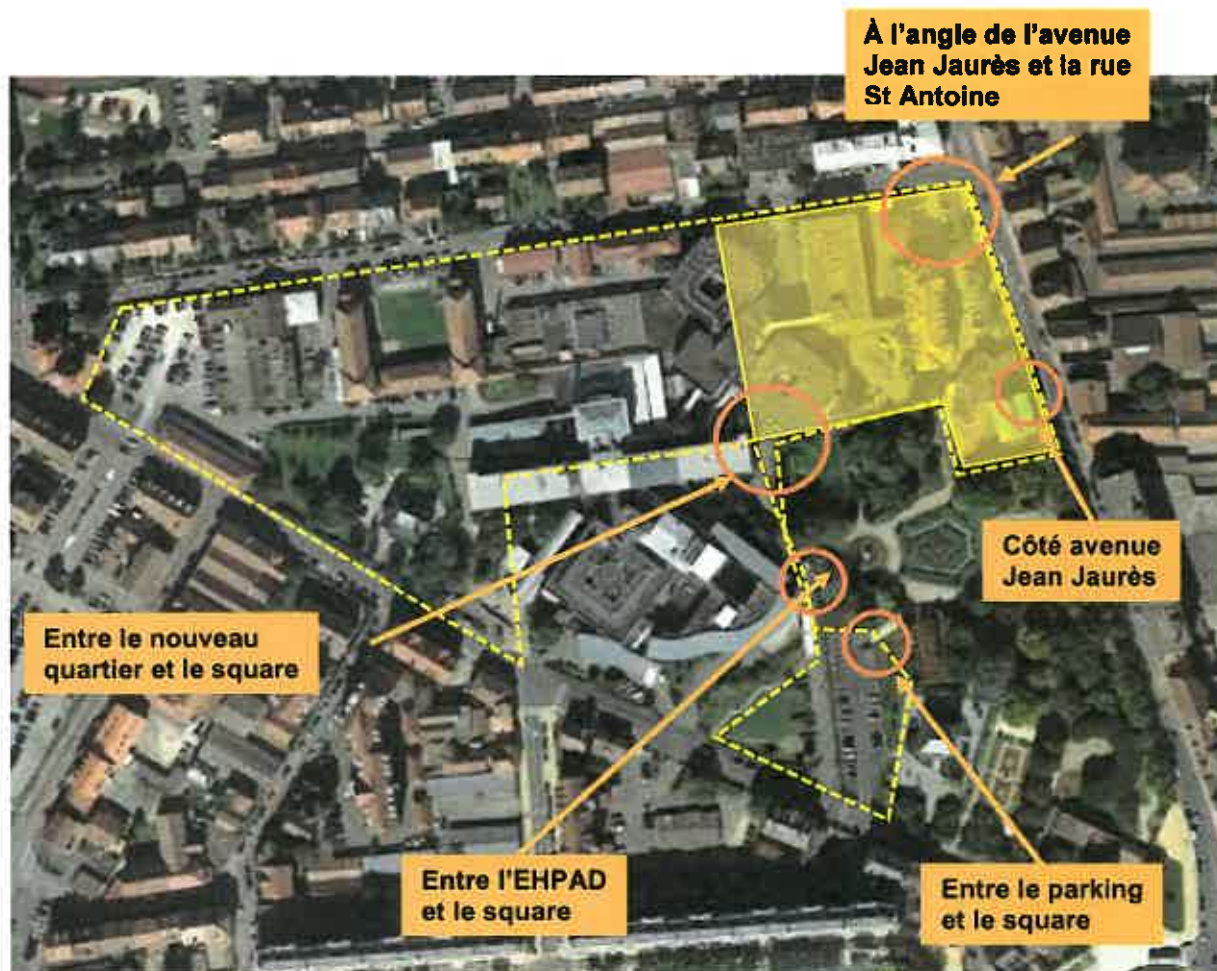 À l'angle de l'avenue
Jean Jaurès et la rue
St Antoine
Côté avenue
Jean Jaurès
Entre le nouveau
quartier et le square
Entre l'EHPAD
et le square
Entre le parking
et le square